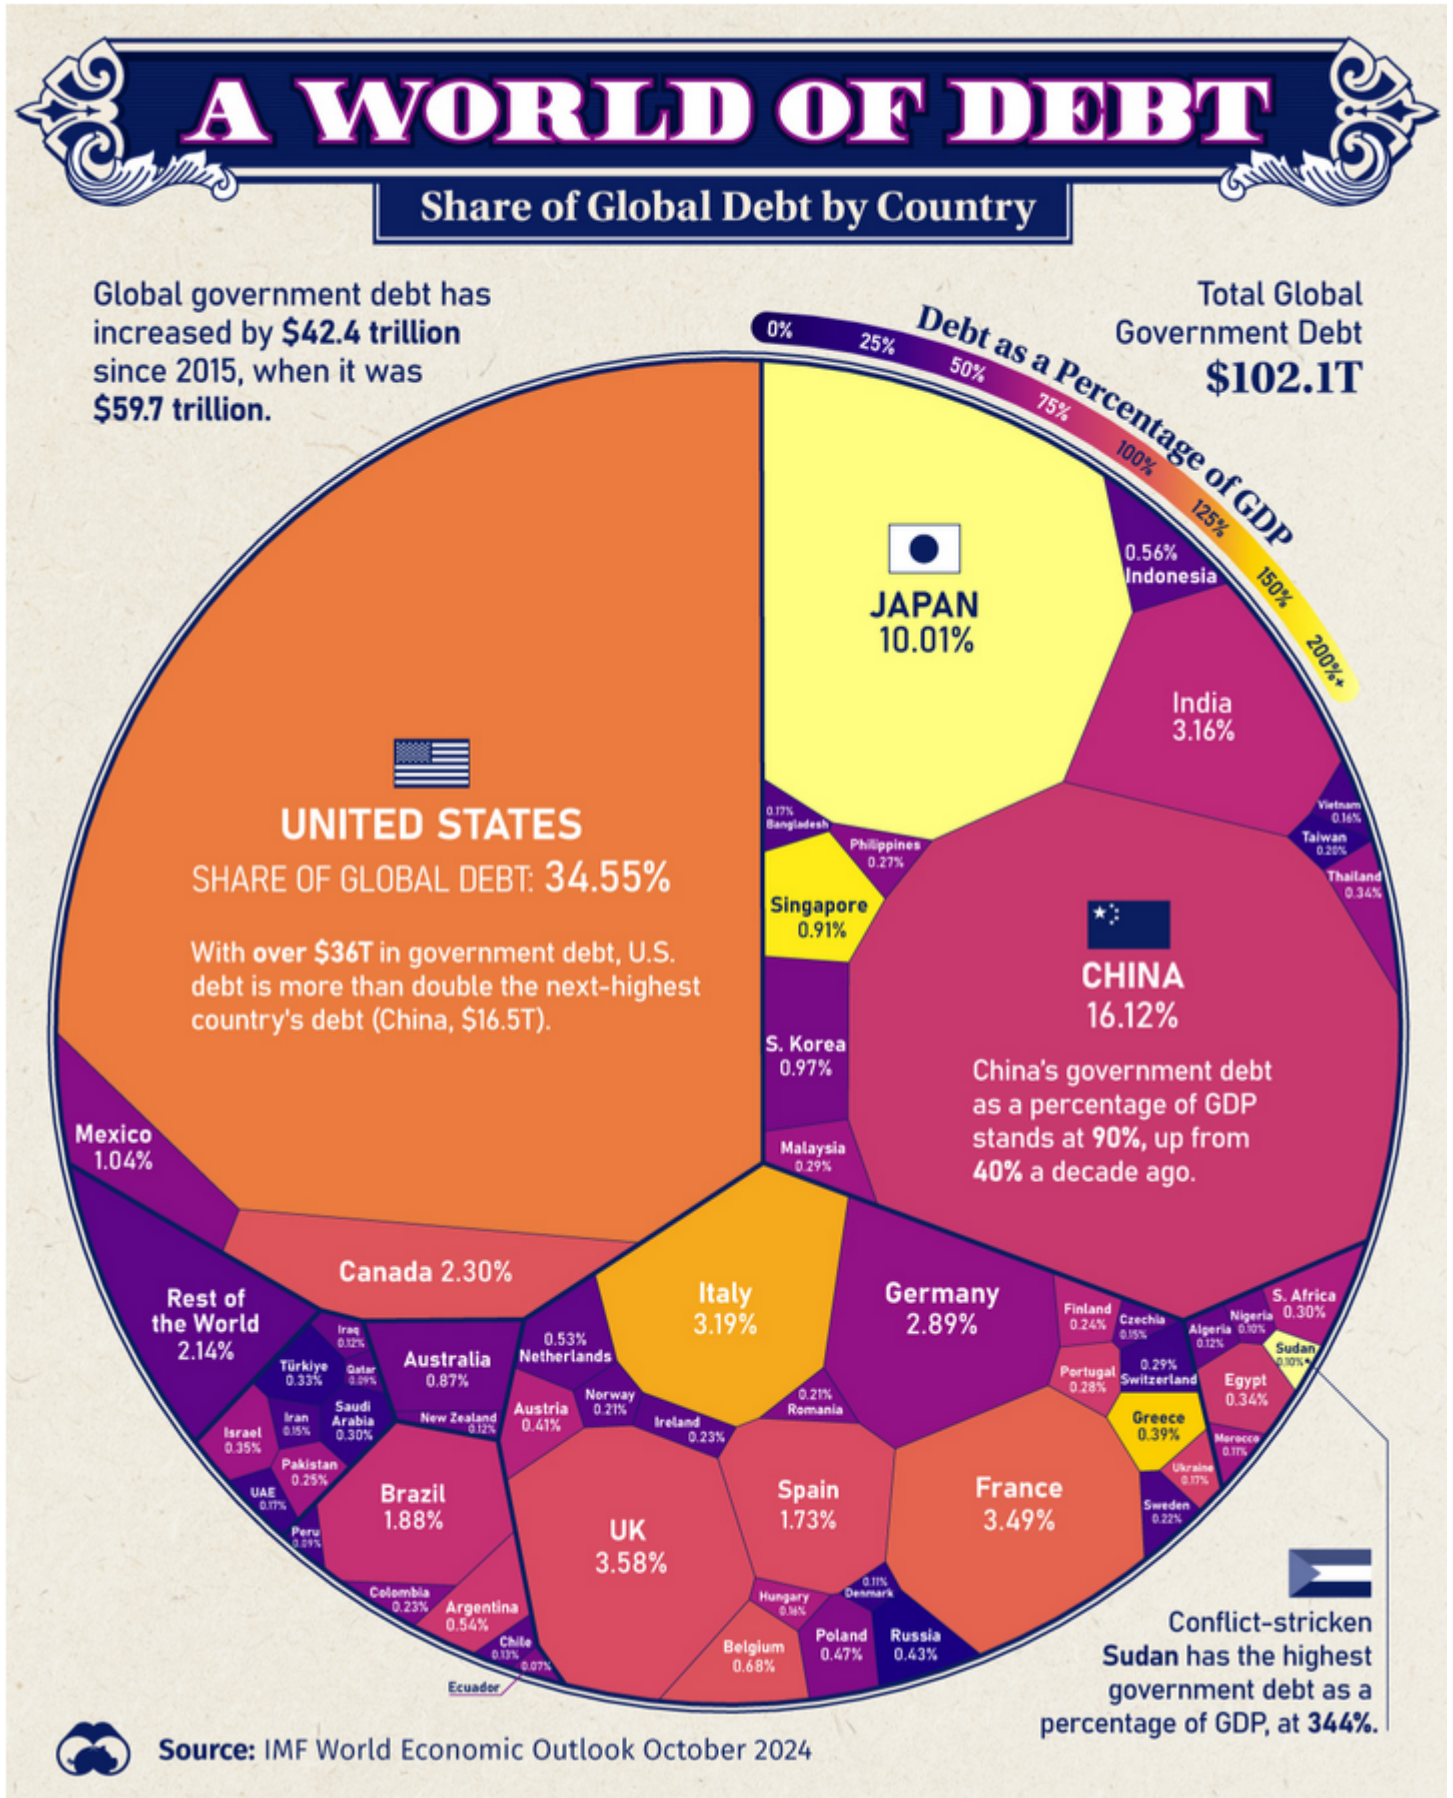 A WORLD OF DEBT
Share of Global Debt by Country
Global government debt has
increased by $42.4 trillion
since 2015, when it was
$59.7 trillion.
Total Global
Government Debt
$102.1T
Debt as a Percentage of GDP
0%
25%
50%
75%
100%
125%
150%
200%+
UNITED STATES
SHARE OF GLOBAL DEBT: 34.55%
With over $36T in government debt, U.S.
debt is more than double the next-highest
country's debt (China, $16.5T).
Mexico
1.04%
Canada 2.30%
JAPAN
10.01%
0.56%
Indonesia
India
3.16%
Vietnam
0.16%
Taiwan
0.20%
Thailand
0.34%
0.17%
Bangladesh
Philippines
0.27%
Singapore
0.91%
S. Korea
0.97%
Malaysia
0.29%
CHINA
16.12%
China's government debt
as a percentage of GDP
stands at 90%, up from
40% a decade ago.
Rest of
the World
2.14%
Iraq
0.12%
Türkiye
0.33%
Qatar
0.09%
Iran
0.15%
Saudi
Arabia
0.30%
Israel
0.35%
Pakistan
0.25%
UAE
0.17%
Australia
0.87%
New Zealand
0.12%
Peru
0.09%
Brazil
1.88%
Colombia
0.23%
Argentina
0.54%
Chile
0.13%
0.07%
Ecuador
0.53%
Netherlands
Italy
3.19%
Germany
2.89%
Finland
0.24%
Czechia
0.15%
Austria
0.41%
Norway
0.21%
Ireland
0.23%
0.21%
Romania
Portugal
0.28%
0.29%
Switzerland
Greece
0.39%
Ukraine
0.17%
Sweden
0.22%
UK
3.58%
Spain
1.73%
France
3.49%
Hungary
0.16%
0.11%
Denmark
Belgium
0.68%
Poland
0.47%
Russia
0.43%
S. Africa
0.30%
Nigeria
0.10%
Algeria
0.12%
Sudan
0.10%
Egypt
0.34%
Morocco
0.11%
Conflict-stricken
Sudan has the highest
government debt as a
percentage of GDP, at 344%.
Source: IMF World Economic Outlook October 2024